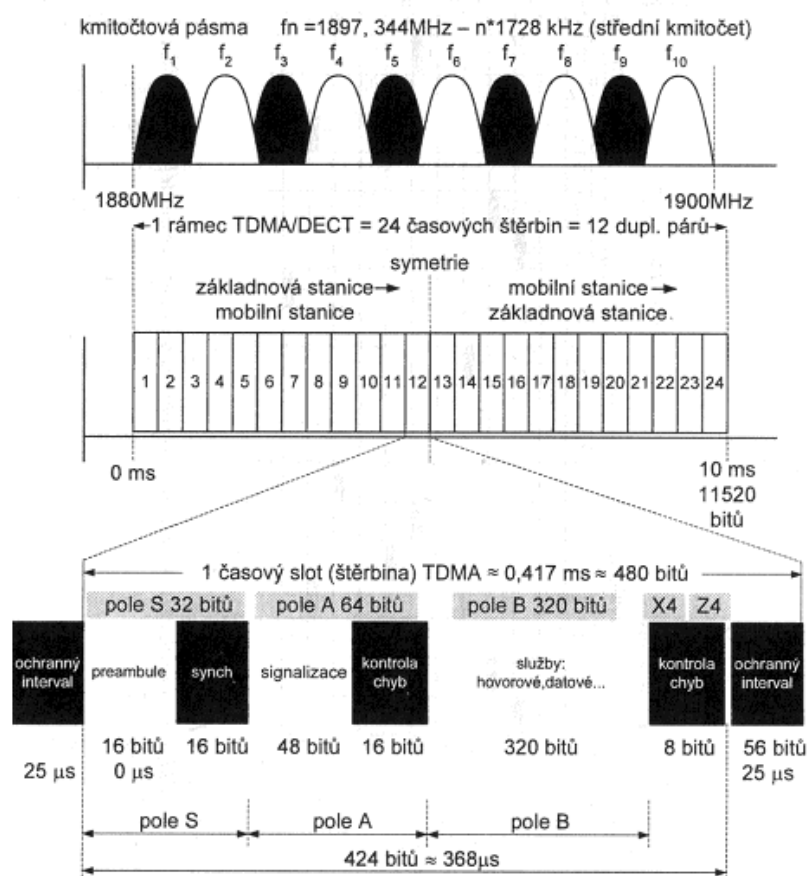 kmitočtová pásma fn =1897, 344MHz – n*1728 kHz (střední kmitočet)
f1 f2 f3 f4 f5 f6 f7 f8 f9 f10
1880MHz 1900MHz
1 rámec TDMA/DECT = 24 časových štěrbin = 12 dupl. párů
symetrie
základnová stanice mobilní stanice
mobilní stanice základnová stanice
1 2 3 4 5 6 7 8 9 10 11 12 13 14 15 16 17 18 19 20 21 22 23 24
0 ms 10 ms
11520
bitů
1 časový slot (štěrbina) TDMA ≈ 0,417 ms ≈ 480 bitů
pole S 32 bitů pole A 64 bitů pole B 320 bitů X4 Z4
ochranný preambule synch signalizace kontrola služby: kontrola ochranný
interval chyb hovorové,datové... chyb interval
16 bitů 16 bitů 48 bitů 16 bitů 320 bitů 8 bitů 56 bitů
25 µs 0 µs 25 µs
pole S pole A pole B
424 bitů ≈ 368µs